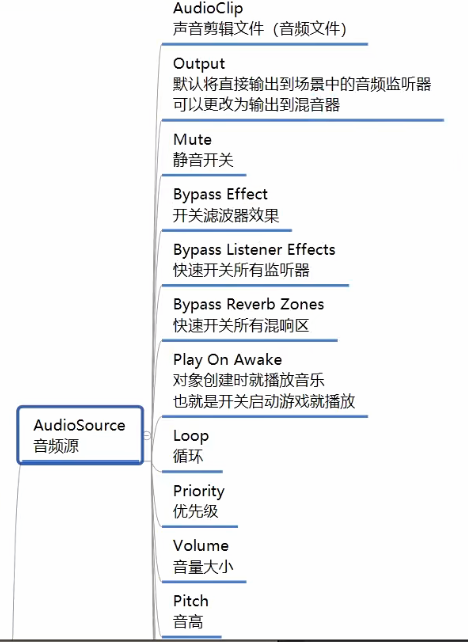 AudioClip
声音剪辑文件（音频文件）
Output
默认将直接输出到场景中的音频监听器
可以更改为输出到混音器
Mute
静音开关
Bypass Effect
开关滤波器效果
Bypass Listener Effects
快速开关所有监听器
Bypass Reverb Zones
快速开关所有混响区
Play On Awake
对象创建时就播放音乐
也就是开关启动游戏就播放
AudioSource
音频源
Loop
循环
Priority
优先级
Volume
音量大小
Pitch
音高